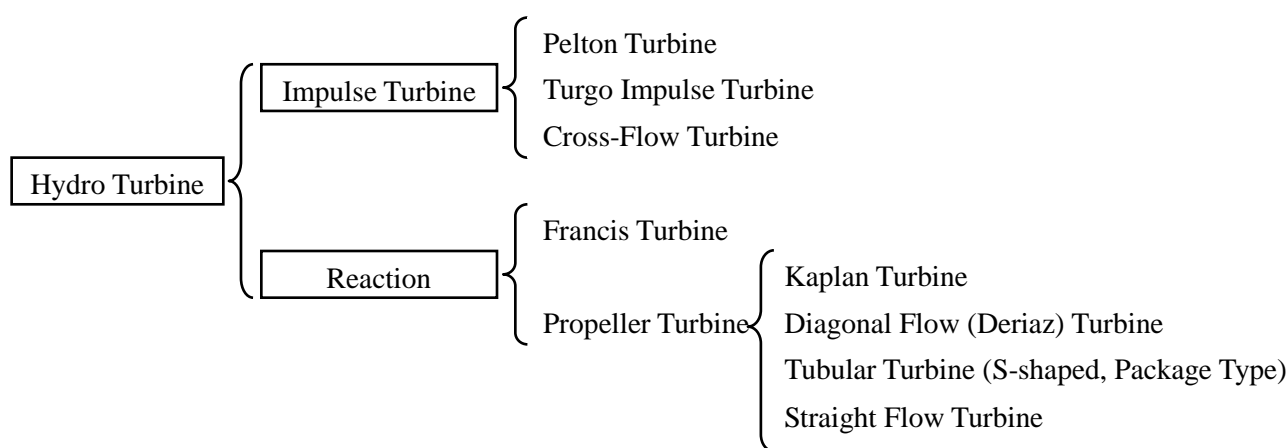 Pelton Turbine
Impulse Turbine
Turgo Impulse Turbine
Cross-Flow Turbine
Hydro Turbine
Francis Turbine
Reaction
Kaplan Turbine
Propeller Turbine
Diagonal Flow (Deriaz) Turbine
Tubular Turbine (S-shaped, Package Type)
Straight Flow Turbine